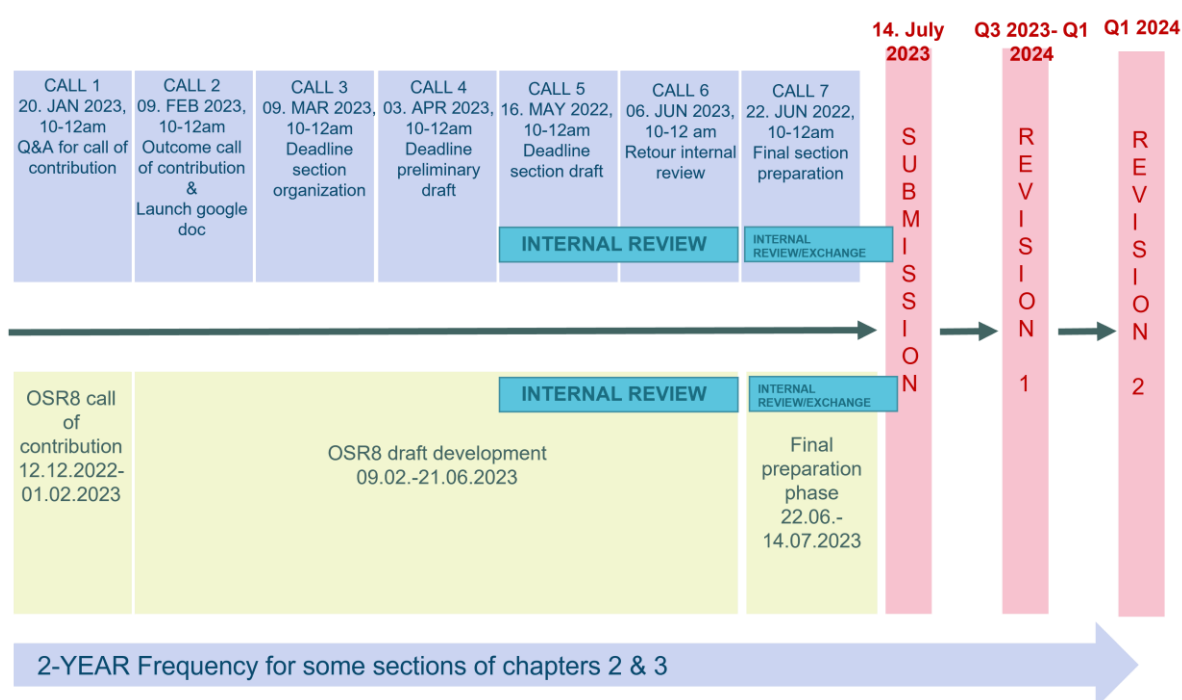 14. July
2023
Q3 2023- Q1
2024
Q1 2024
CALL 1
20. JAN 2023,
10-12am
Q&A for call of
contribution
CALL 2
09. FEB 2023,
10-12am
Outcome call
of contribution
&
Launch google
doc
CALL 3
09. MAR 2023,
10-12am
Deadline
section
organization
CALL 4
03. APR 2023,
10-12am
Deadline
preliminary
draft
CALL 5
16. MAY 2022,
10-12am
Deadline
section draft
CALL 6
06. JUN 2023,
10-12 am
Retour internal
review
CALL 7
22. JUN 2022,
10-12am
Final section
preparation
INTERNAL REVIEW
INTERNAL
REVIEW/EXCHANGE
SUBMISSION
REVISION 1
REVISION 2
OSR8 call
of
contribution
12.12.2022-
01.02.2023
INTERNAL REVIEW
OSR8 draft development
09.02.-21.06.2023
INTERNAL
REVIEW/EXCHANGE
Final
preparation
phase
22.06.-
14.07.2023
2-YEAR Frequency for some sections of chapters 2 & 3